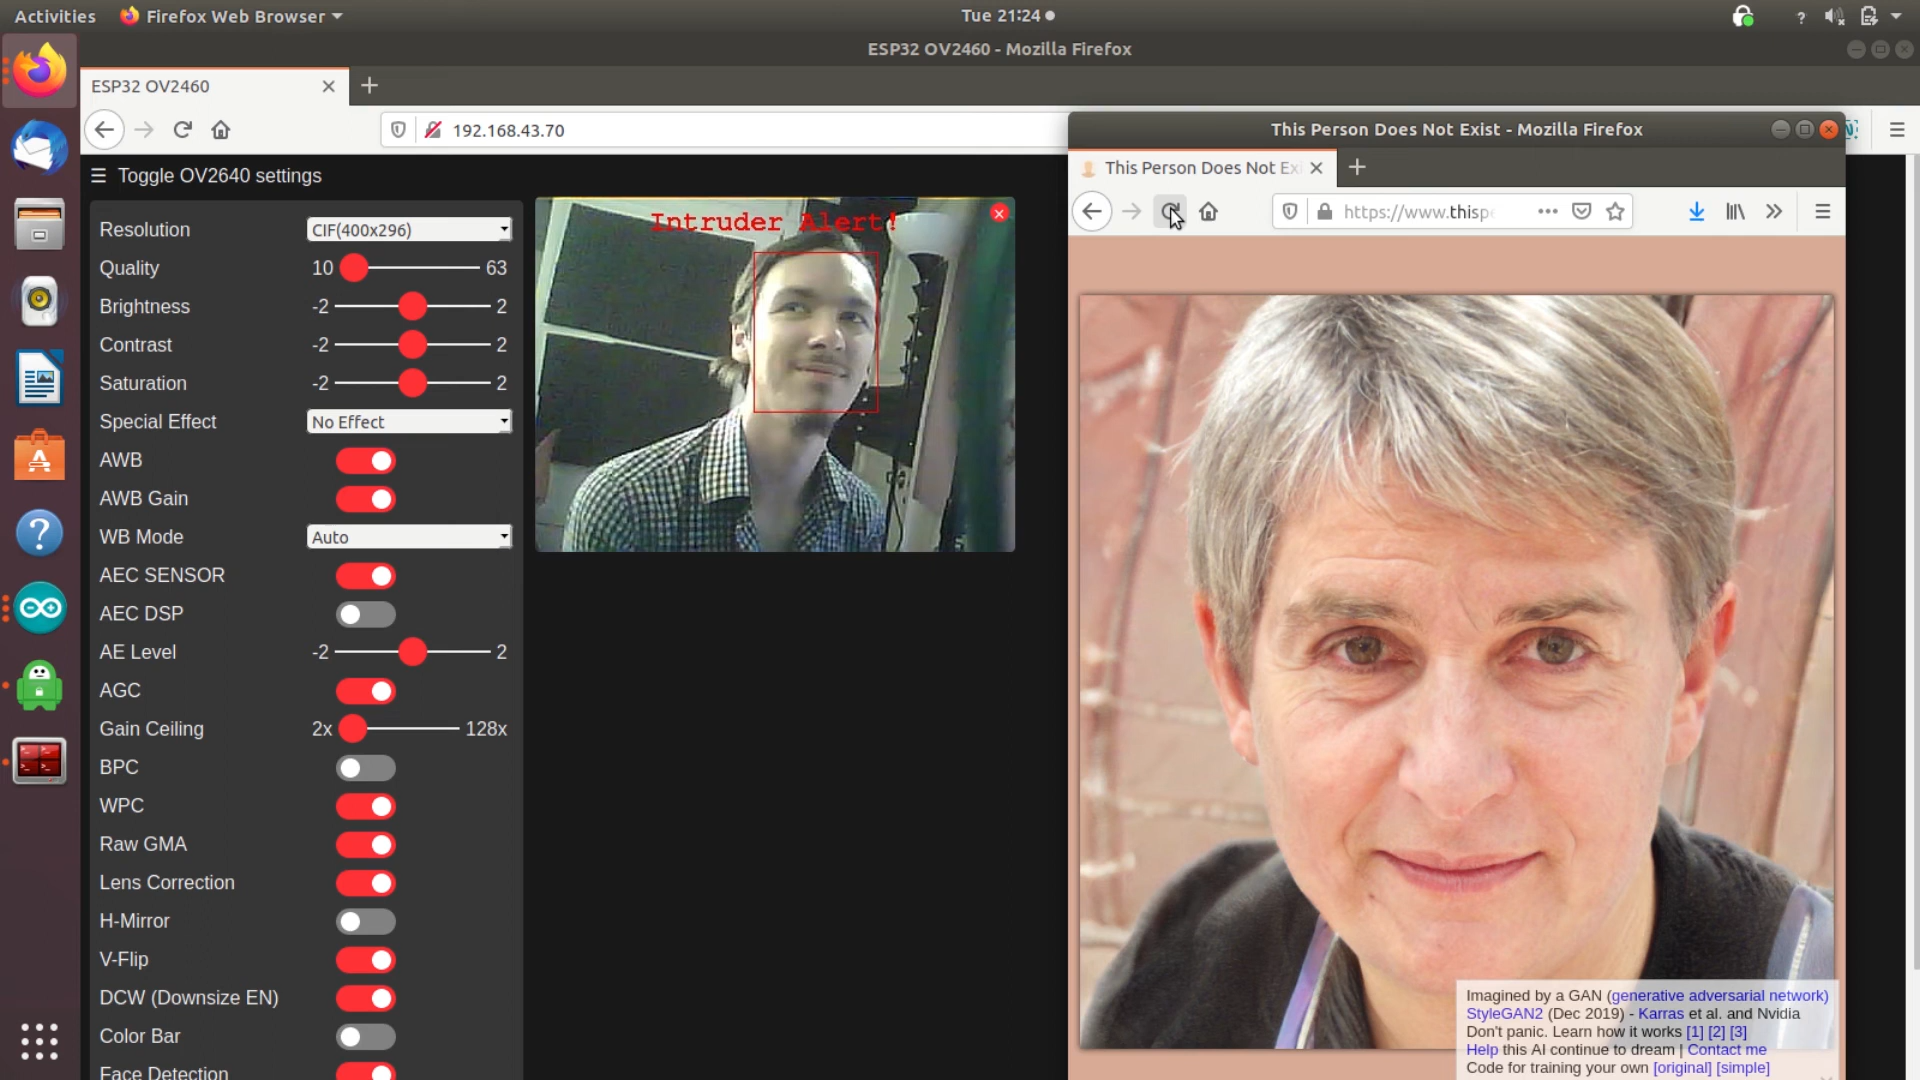 Activities
Firefox Web Browser
Tue 21:24
?
ESP32 OV2460 - Mozilla Firefox
ESP32 OV2460
192.168.43.70
This Person Does Not Exist - Mozilla Firefox
This Person Does Not Ex
https://www.thisp
Toggle OV2640 settings
Resolution CIF(400x296)
Quality 10 63
Brightness -2 2
Contrast -2 2
Saturation -2 2
Special Effect No Effect
AWB
AWB Gain
WB Mode Auto
AEC SENSOR
AEC DSP
AE Level -2 2
AGC
Gain Ceiling 2x 128x
BPC
WPC
Raw GMA
Lens Correction
H-Mirror
V-Flip
DCW (Downsize EN)
Color Bar
Face Detection
Intruder Alert!
Imagined by a GAN (generative adversarial network)
StyleGAN2 (Dec 2019) - Karras et al. and Nvidia
Don't panic. Learn how it works [1] [2] [3]
Help this AI continue to dream | Contact me
Code for training your own [original] [simple]